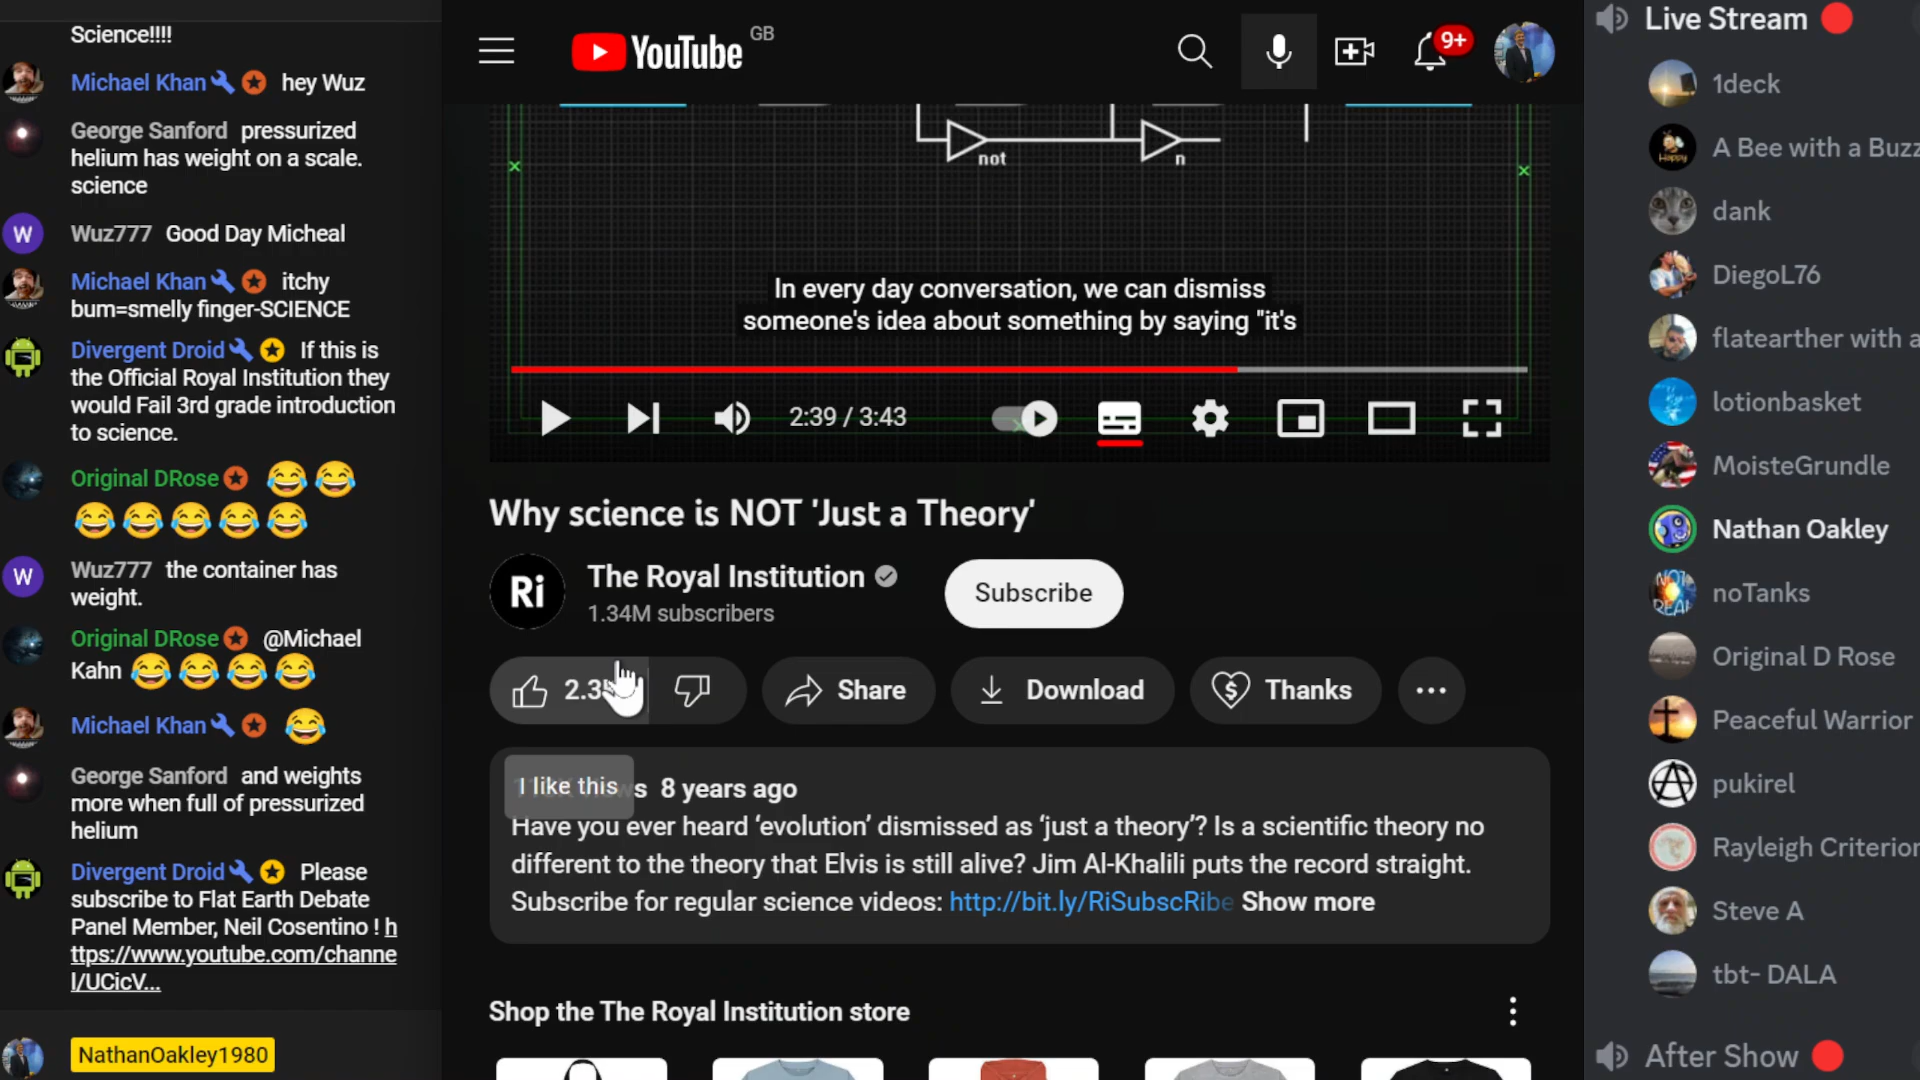 Science!!!!
Michael Khan hey Wuz
George Sanford pressurized
helium has weight on a scale.
science
W
Wuz777 Good Day Micheal
Michael Khan itchy
bum=smelly finger-SCIENCE
Divergent Droid If this is
the Official Royal Institution they
would Fail 3rd grade introduction
to science.
Original DRose 😂😂
😂😂😂😂😂
W
Wuz777 the container has
weight.
Original DRose @Michael
Kahn 😂😂😂😂
Michael Khan 😂
George Sanford and weights
more when full of pressurized
helium
Divergent Droid Please
subscribe to Flat Earth Debate
Panel Member, Neil Cosentino ! h
ttps://www.youtube.com/channe
l/UCicV...
NathanOakley1980
YouTube GB
9+
not
n
In every day conversation, we can dismiss
someone's idea about something by saying "it's
2:39 / 3:43
Why science is NOT 'Just a Theory'
Ri
The Royal Institution
1.34M subscribers
Subscribe
Share
Download
Thanks
I like this
8 years ago
Have you ever heard ‘evolution’ dismissed as ‘just a theory’? Is a scientific theory no
different to the theory that Elvis is still alive? Jim Al-Khalili puts the record straight.
Subscribe for regular science videos: http://bit.ly/RiSubscRibe Show more
Shop the The Royal Institution store
Live Stream
1deck
A Bee with a Buzz
dank
DiegoL76
flatearther with a
lotionbasket
MoisteGrundle
Nathan Oakley
noTanks
Original D Rose
Peaceful Warrior
pukirel
Rayleigh Criterion
Steve A
tbt- DALA
After Show